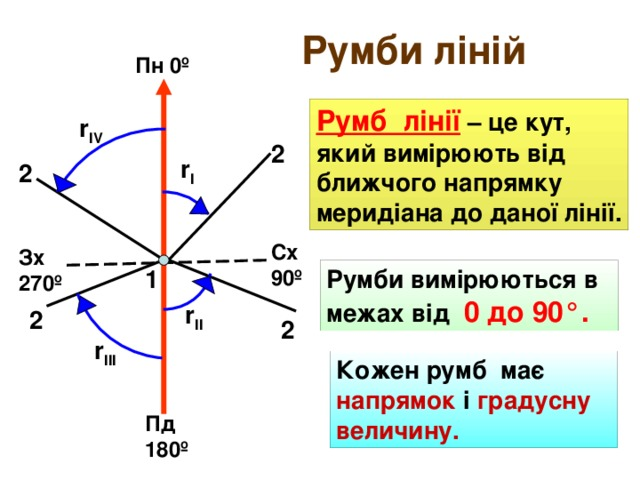 Румби ліній
Пн 0º
rIV
2
rI
2
Зх
270º
Сх
90º
1
2
rII
2
rIII
Пд
180º
Румб лінії – це кут,
який вимірюють від
ближчого напрямку
меридіана до даної лінії.
Румби вимірюються в
межах від 0 до 90°.
Кожен румб має
напрямок і градусну
величину.